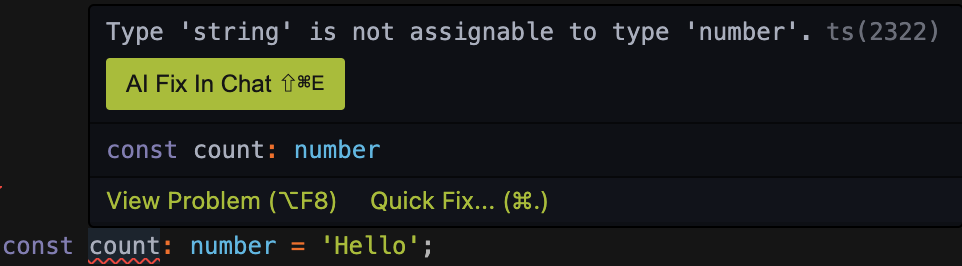 Type 'string' is not assignable to type 'number'. ts(2322)
AI Fix In Chat ⇧⌘E
const count: number
View Problem (⌥F8) Quick Fix... (⌘.)
const count: number = 'Hello';